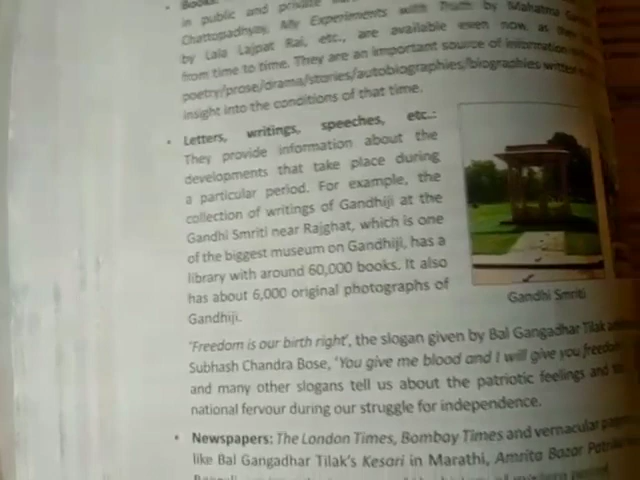 Books:
in public and private
Chattopadhyay, My Experiments with Truth by Mahatma
by Lala Lajpat Rai, etc., are available even now as
from time to time. They are an important source of information
poetry/prose/drama/stories/autobiographies/biographies written
insight into the conditions of that time.
• Letters, writings, speeches, etc.:
They provide information about the
developments that take place during
a particular period. For example, the
collection of writings of Gandhiji at the
Gandhi Smriti near Rajghat, which is one
of the biggest museum on Gandhiji, has a
library with around 60,000 books. It also
has about 6,000 original photographs of
Gandhiji.
Gandhi Smriti
'Freedom is our birth right', the slogan given by Bal Gangadhar Tilak
Subhash Chandra Bose, 'You give me blood and I will give you freedom
and many other slogans tell us about the patriotic feelings and
national fervour during our struggle for independence.
• Newspapers: The London Times, Bombay Times and vernacular
like Bal Gangadhar Tilak's Kesari in Marathi, Amrita Bazar